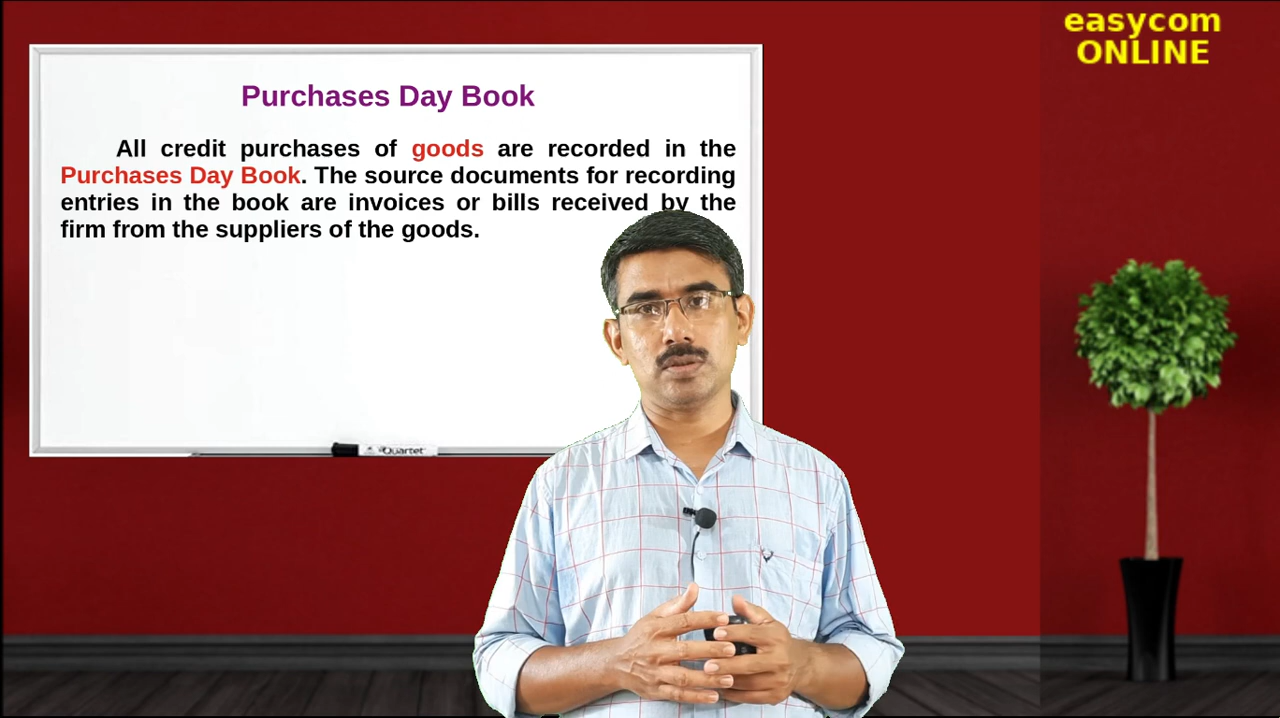 easycom
ONLINE
Purchases Day Book
All credit purchases of goods are recorded in the
Purchases Day Book. The source documents for recording
entries in the book are invoices or bills received by the
firm from the suppliers of the goods.
Quartet